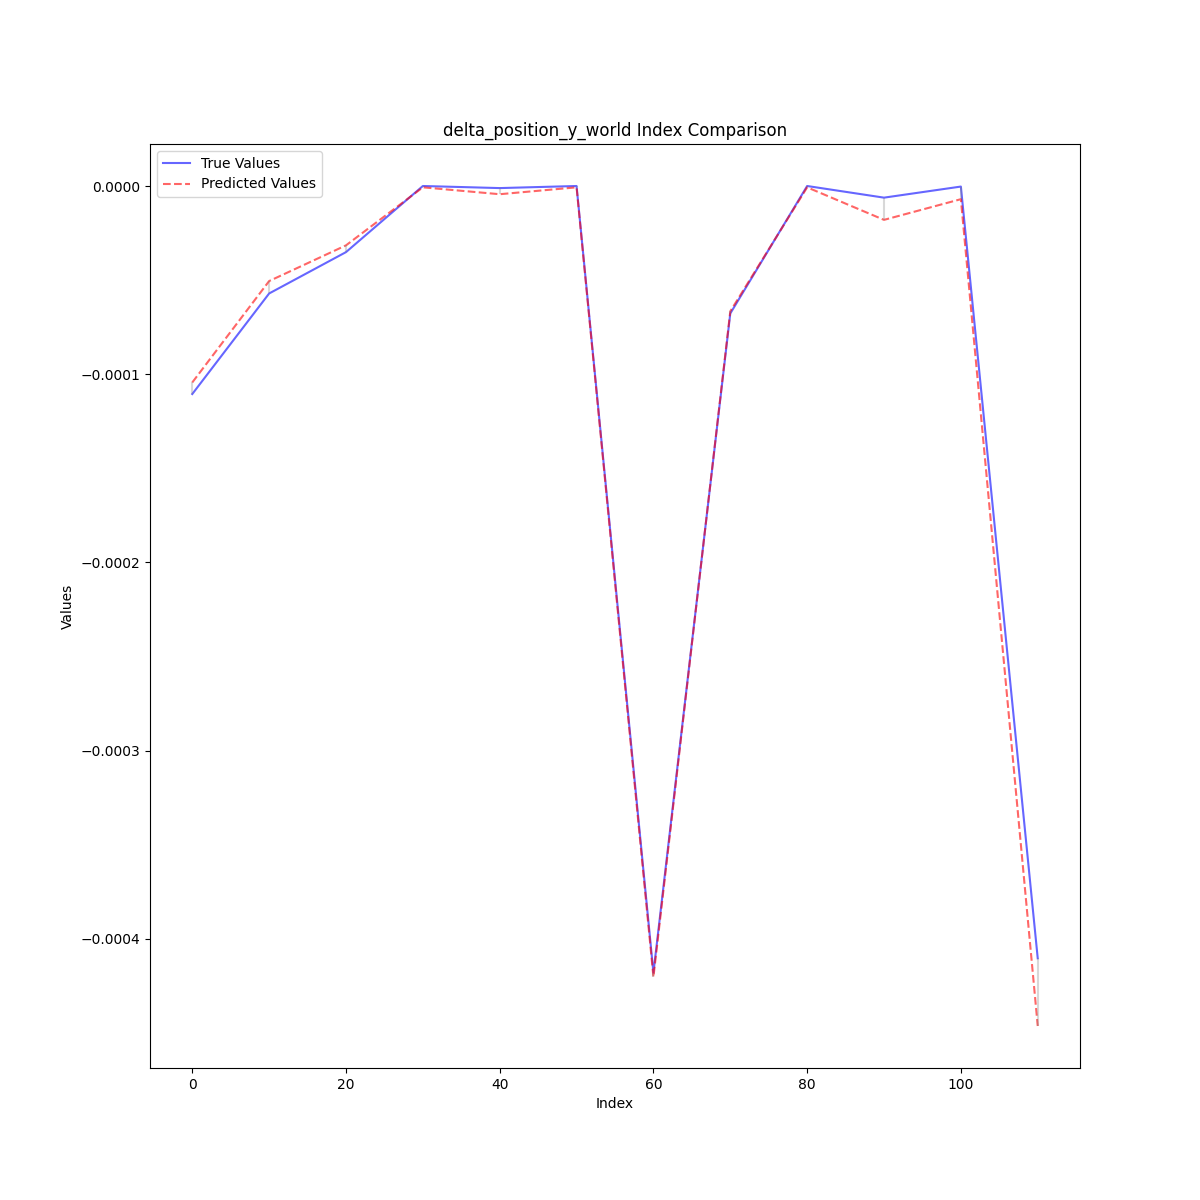 delta_position_y_world Index Comparison
True Values
Predicted Values
0.0000
−0.0001
−0.0002
−0.0003
−0.0004
Values
0 20 40 60 80 100
Index